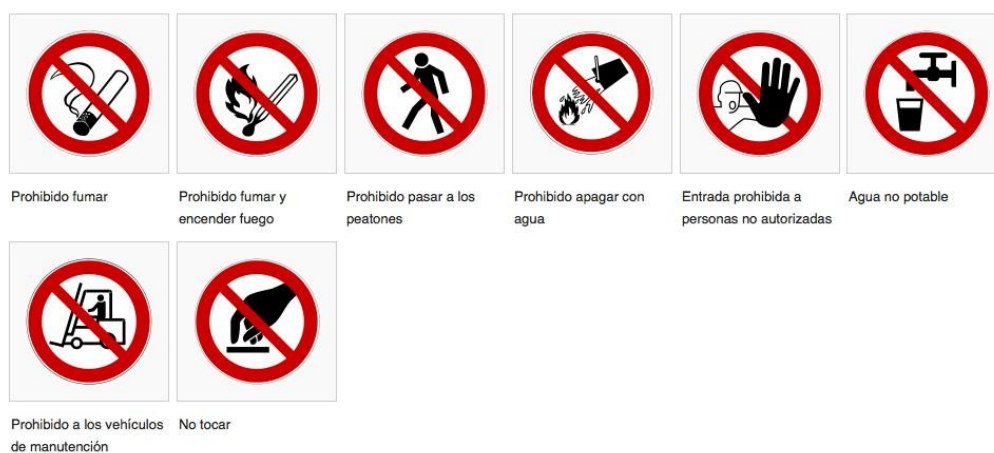 Prohibido fumar
Prohibido fumar y
encender fuego
Prohibido pasar a los
peatones
Prohibido apagar con
agua
Entrada prohibida a
personas no autorizadas
Agua no potable
Prohibido a los vehículos
de manutención
No tocar